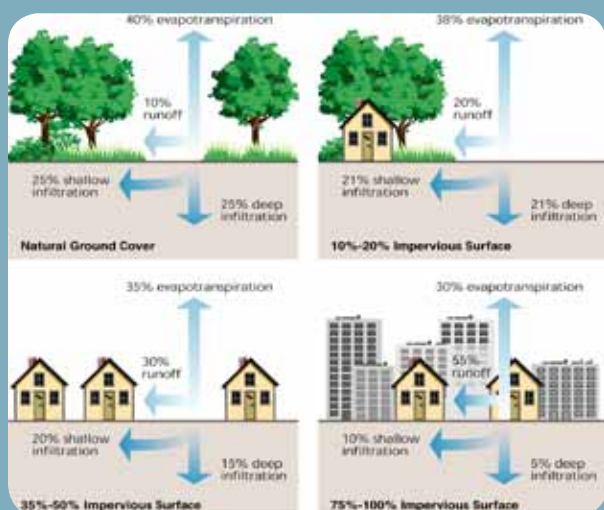 40% evapotranspiration
10%
runoff
25% shallow
infiltration
25% deep
infiltration
Natural Ground Cover
38% evapotranspiration
20%
runoff
21% shallow
infiltration
21% deep
infiltration
10%-20% Impervious Surface
35% evapotranspiration
30%
runoff
20% shallow
infiltration
15% deep
infiltration
35%-50% Impervious Surface
30% evapotranspiration
55%
runoff
10% shallow
infiltration
5% deep
infiltration
75%-100% Impervious Surface